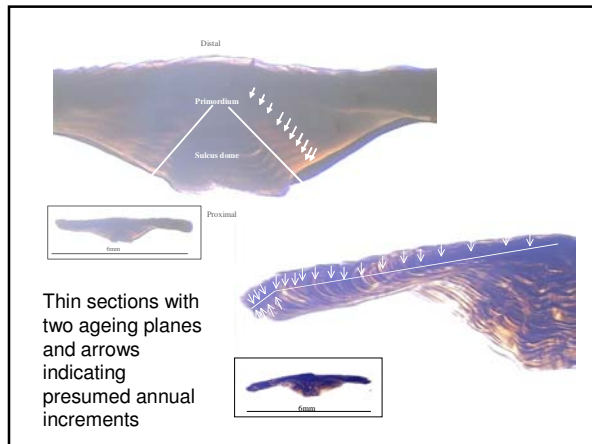 Distal
Primordium
Sulcus dome
Proximal
6mm
Thin sections with
two ageing planes
and arrows
indicating
presumed annual
increments
6mm